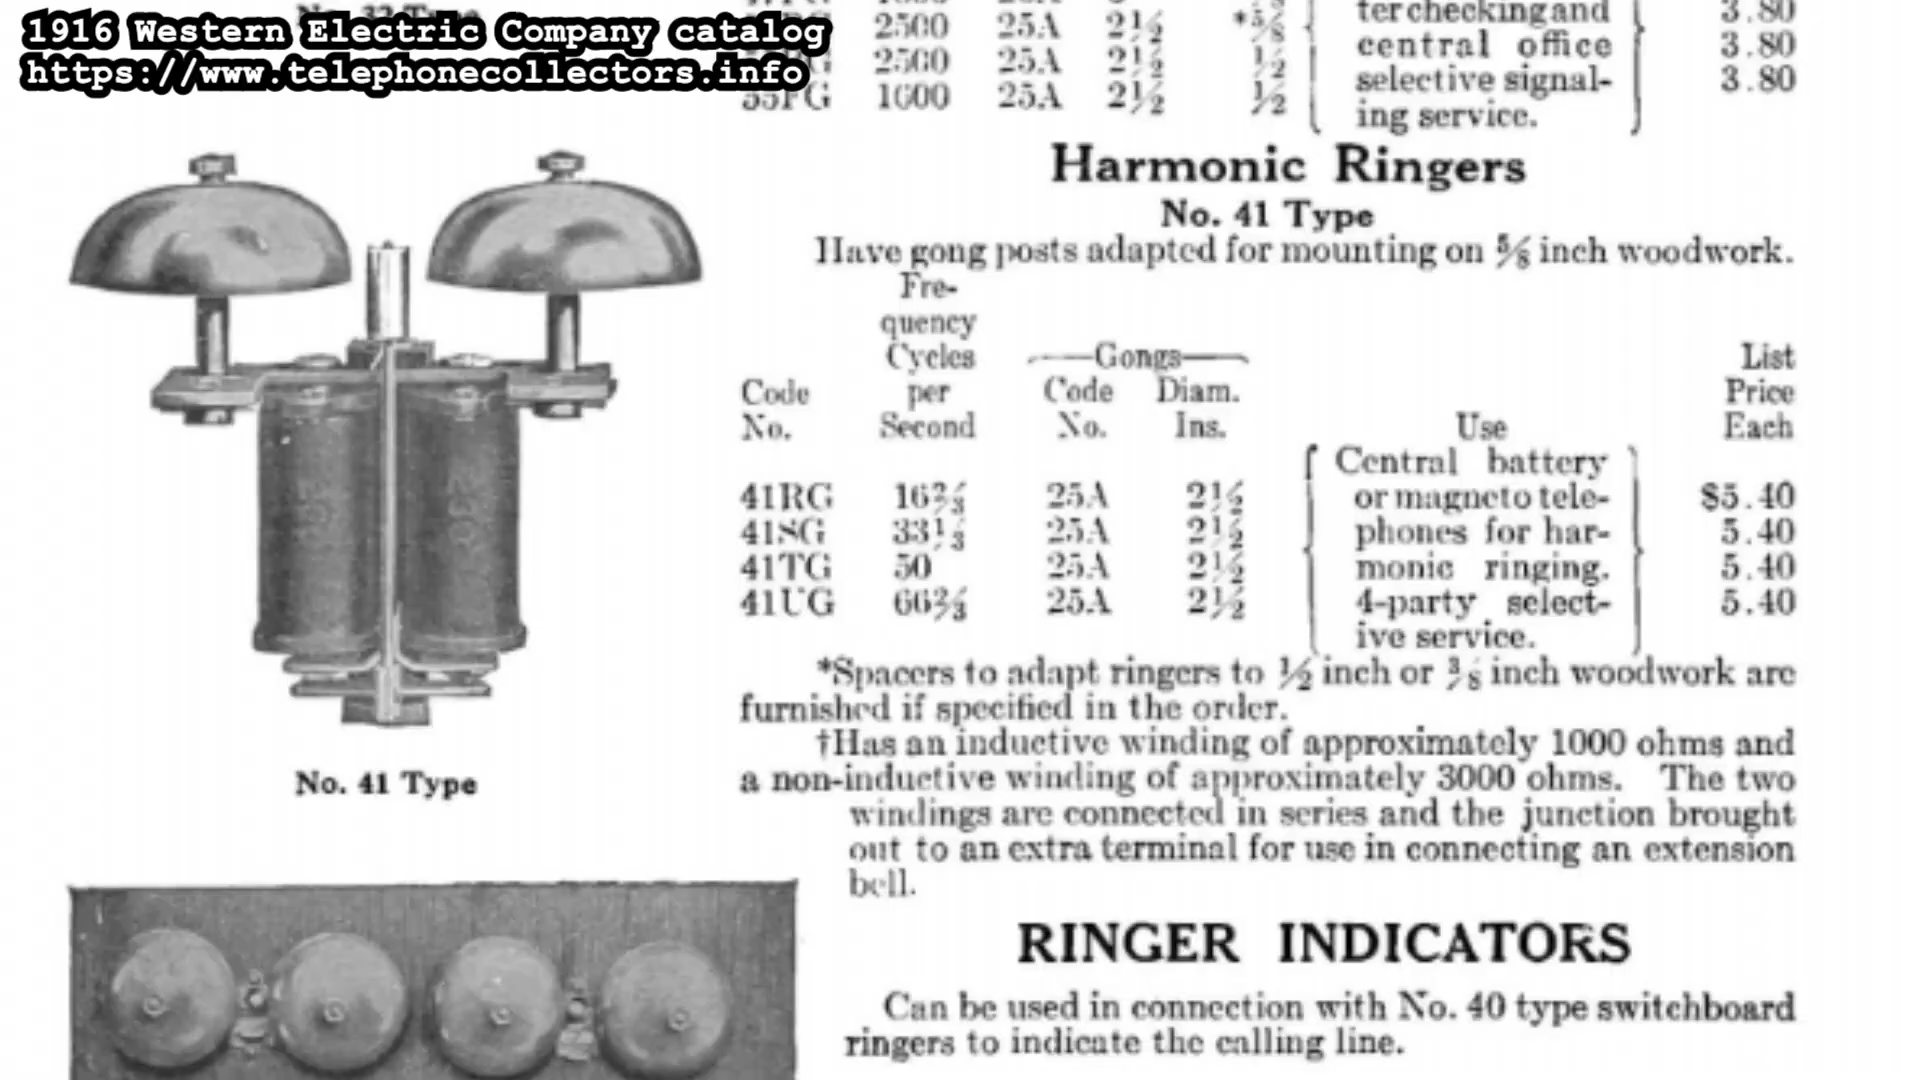 1916 Western Electric Company catalog
https://www.telephonecollectors.info
2500 25A 2½ *⅝ ter checking and 3.80
2500 25A 2½ ½ central office 3.80
55FG 1600 25A 2½ ½ selective signal- 3.80
ing service.
Harmonic Ringers
No. 41 Type
Have gong posts adapted for mounting on ⅝ inch woodwork.
Fre-
quency
Cycles Gongs List
Code per Code Diam. Price
No. Second No. Ins. Use Each
Central battery
41RG 16⅔ 25A 2½ or magneto tele- $5.40
41SG 33⅓ 25A 2½ phones for har- 5.40
41TG 50 25A 2½ monic ringing. 5.40
41UG 66⅔ 25A 2½ 4-party select- 5.40
ive service.
*Spacers to adapt ringers to ½ inch or ⅜ inch woodwork are
furnished if specified in the order.
†Has an inductive winding of approximately 1000 ohms and
a non-inductive winding of approximately 3000 ohms. The two
windings are connected in series and the junction brought
out to an extra terminal for use in connecting an extension
bell.
No. 41 Type
RINGER INDICATORS
Can be used in connection with No. 40 type switchboard
ringers to indicate the calling line.